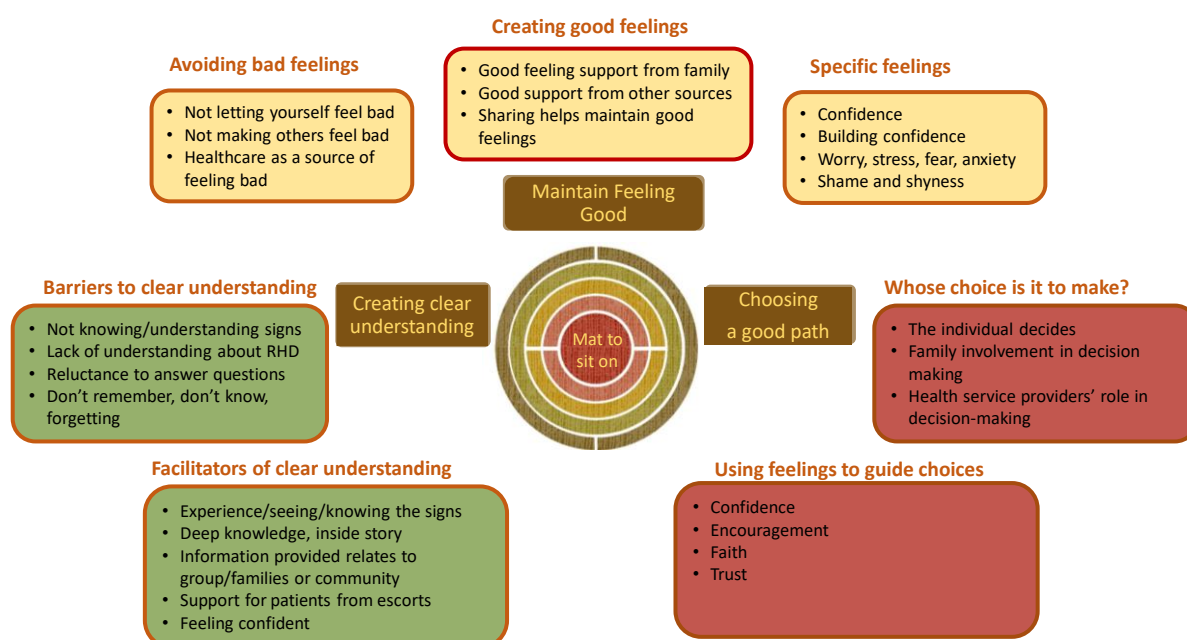 Creating good feelings
• Good feeling support from family
• Good support from other sources
• Sharing helps maintain good
feelings
Avoiding bad feelings
• Not letting yourself feel bad
• Not making others feel bad
• Healthcare as a source of
feeling bad
Specific feelings
• Confidence
• Building confidence
• Worry, stress, fear, anxiety
• Shame and shyness
Maintain Feeling
Good
Barriers to clear understanding
• Not knowing/understanding signs
• Lack of understanding about RHD
• Reluctance to answer questions
• Don’t remember, don’t know,
forgetting
Creating clear
understanding
Mat to
sit on
Choosing
a good path
Whose choice is it to make?
• The individual decides
• Family involvement in decision
making
• Health service providers’ role in
decision-making
Facilitators of clear understanding
• Experience/seeing/knowing the signs
• Deep knowledge, inside story
• Information provided relates to
group/families or community
• Support for patients from escorts
• Feeling confident
Using feelings to guide choices
• Confidence
• Encouragement
• Faith
• Trust